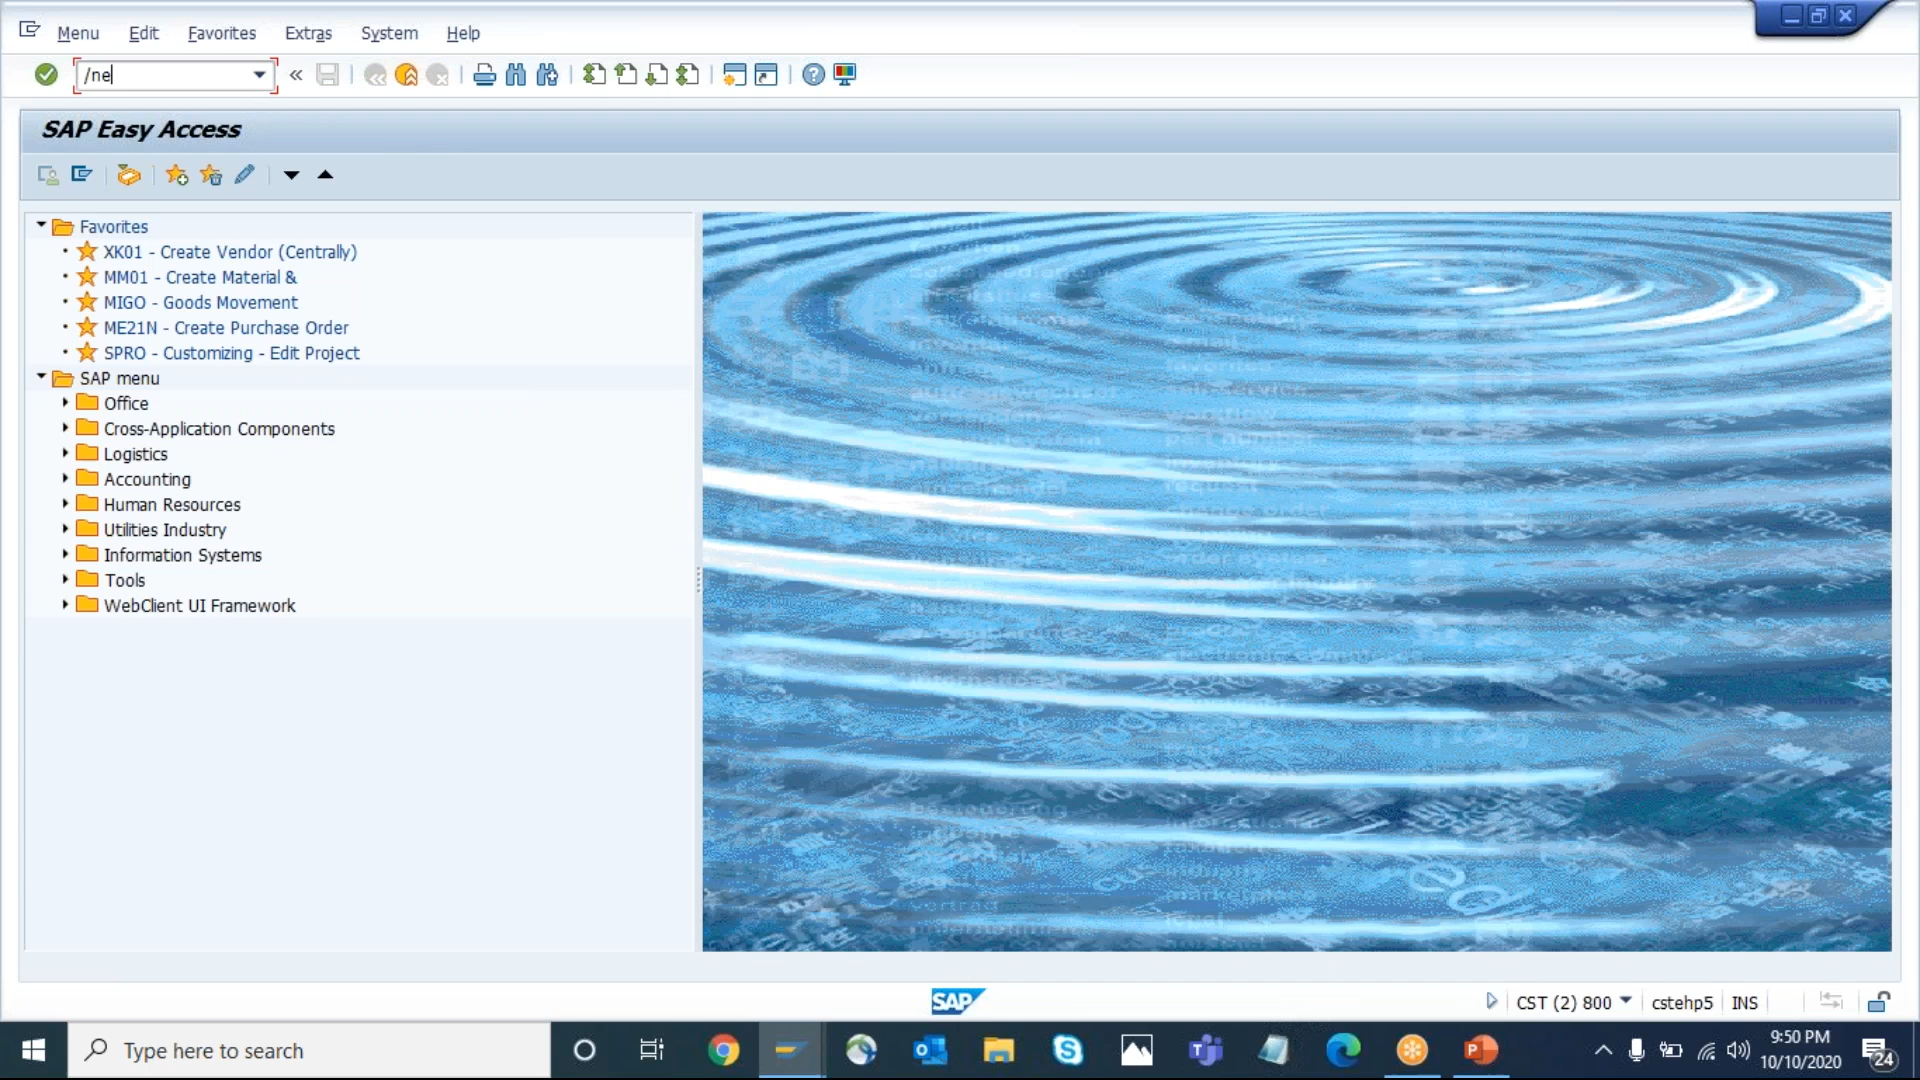 Menu Edit Favorites Extras System Help
/ne
SAP Easy Access
Favorites
XK01 - Create Vendor (Centrally)
MM01 - Create Material &
MIGO - Goods Movement
ME21N - Create Purchase Order
SPRO - Customizing - Edit Project
SAP menu
Office
Cross-Application Components
Logistics
Accounting
Human Resources
Utilities Industry
Information Systems
Tools
WebClient UI Framework
SAP
CST (2) 800 cstehp5 INS
Type here to search
9:50 PM
10/10/2020
24